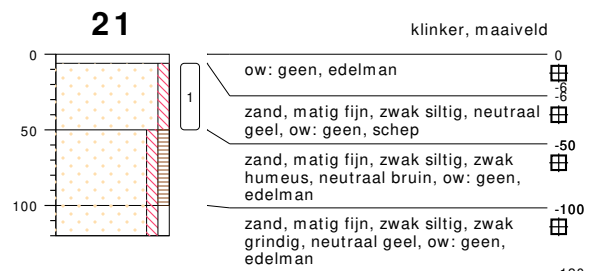 21
klinker, maaiveld
0
0
ow: geen, edelman
-6
-6
1
zand, matig fijn, zwak siltig, neutraal
geel, ow: geen, schep
50
-50
zand, matig fijn, zwak siltig, zwak
humeus, neutraal bruin, ow: geen,
edelman
100
-100
zand, matig fijn, zwak siltig, zwak
grindig, neutraal geel, ow: geen,
edelman